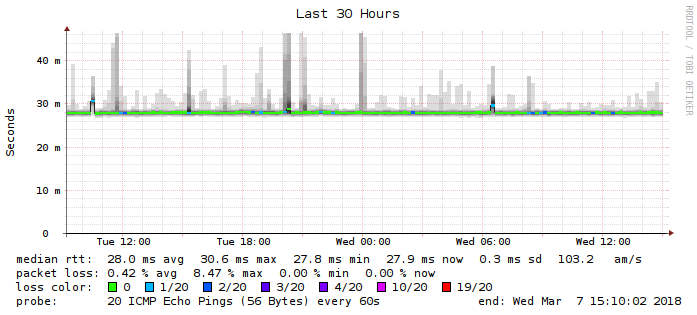 Last 30 Hours
RRDTOOL / TOBI OETIKER
Seconds
40 m
30 m
20 m
10 m
0
Tue 12:00 Tue 18:00 Wed 00:00 Wed 06:00 Wed 12:00
median rtt: 28.0 ms avg 30.6 ms max 27.8 ms min 27.9 ms now 0.3 ms sd 103.2 am/s
packet loss: 0.42 % avg 8.47 % max 0.00 % min 0.00 % now
loss color: 0 1/20 2/20 3/20 4/20 10/20 19/20
probe: 20 ICMP Echo Pings (56 Bytes) every 60s end: Wed Mar 7 15:10:02 2018